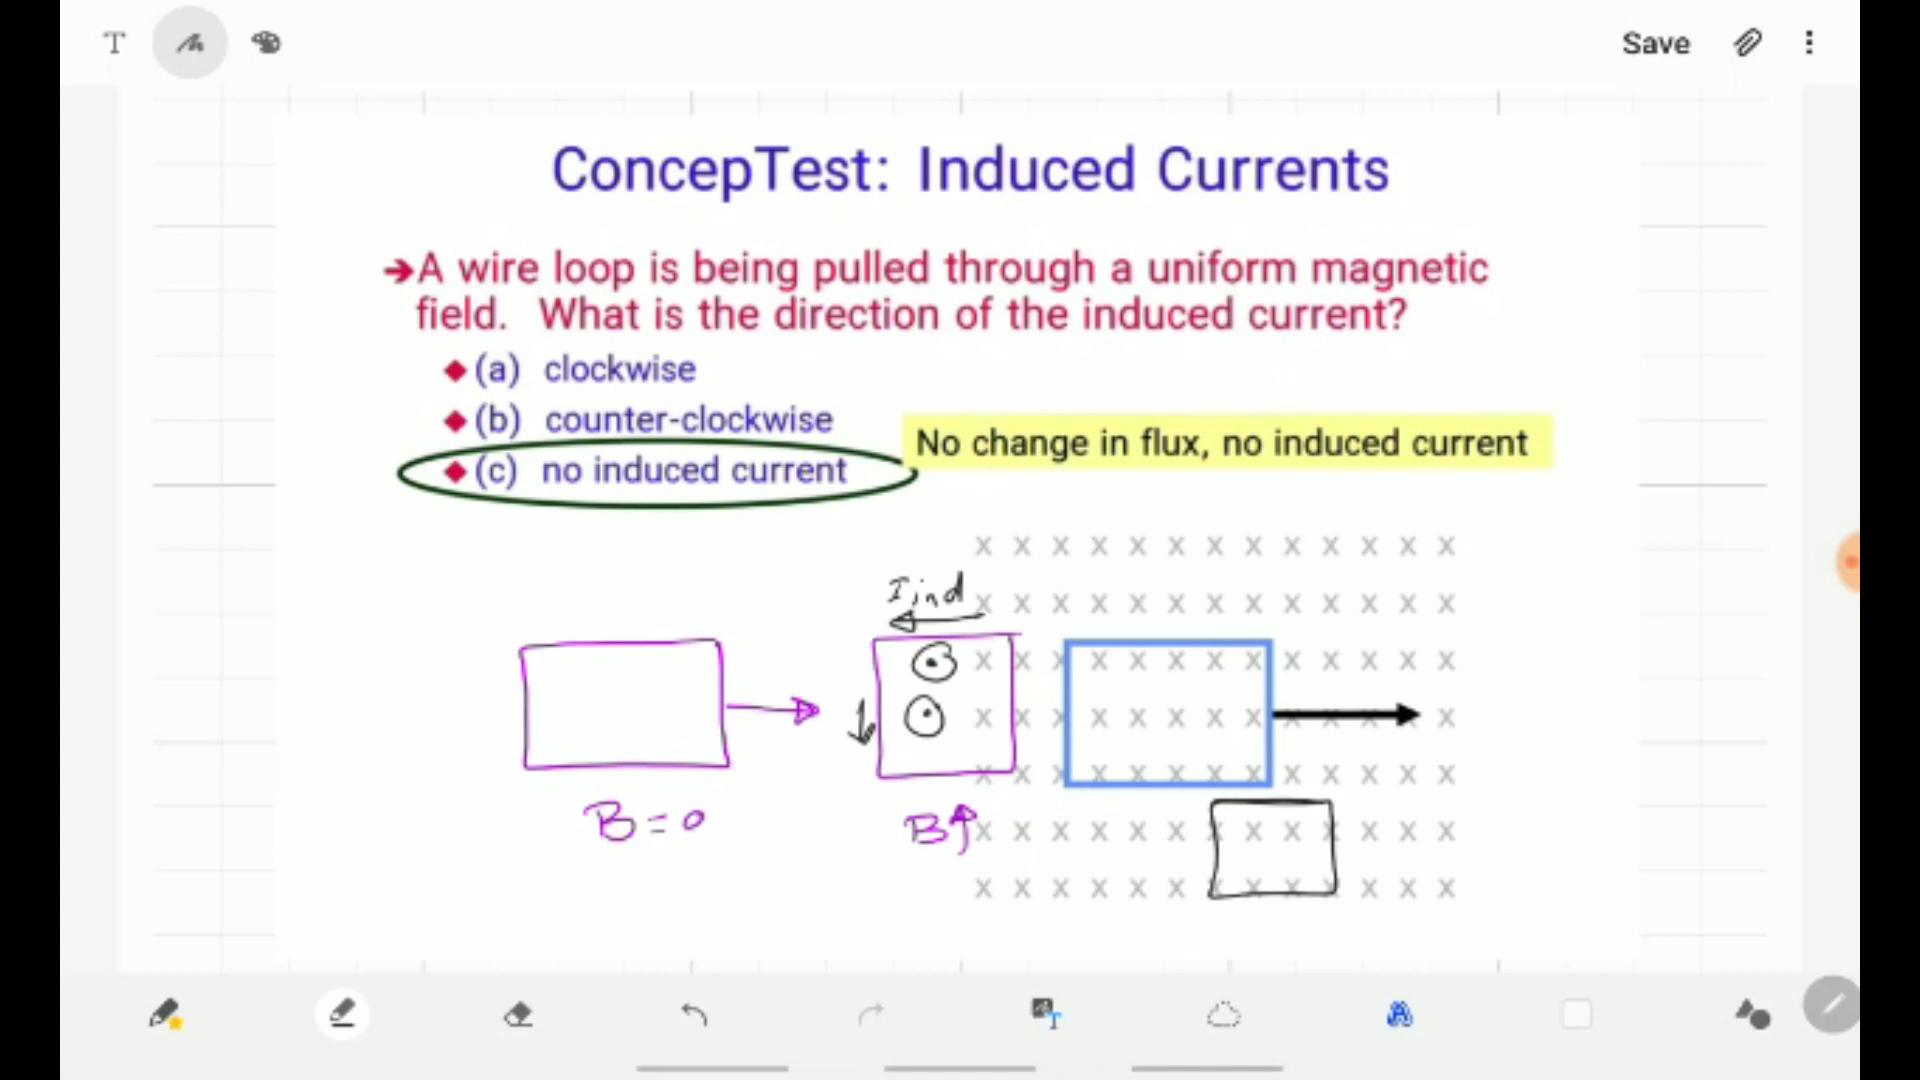 T
Save
ConcepTest: Induced Currents
➔A wire loop is being pulled through a uniform magnetic
field. What is the direction of the induced current?
◆(a) clockwise
◆(b) counter-clockwise
◆(c) no induced current
No change in flux, no induced current
x x x x x x x x x x x x x
I ind
x x x x x x x x x x x x x
x x x x x x x x x x x x x
x x x x x x x x x x x x x
x x x x x x x x x x x x x
B = 0
B↑
x x x x x x x x x x x x x
x x x x x x x x x x x x x